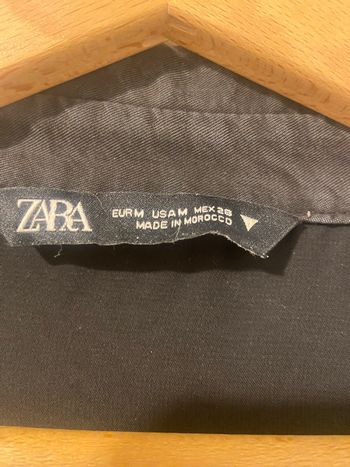 ZARA
EUR M USA M MEX 28
MADE IN MOROCCO